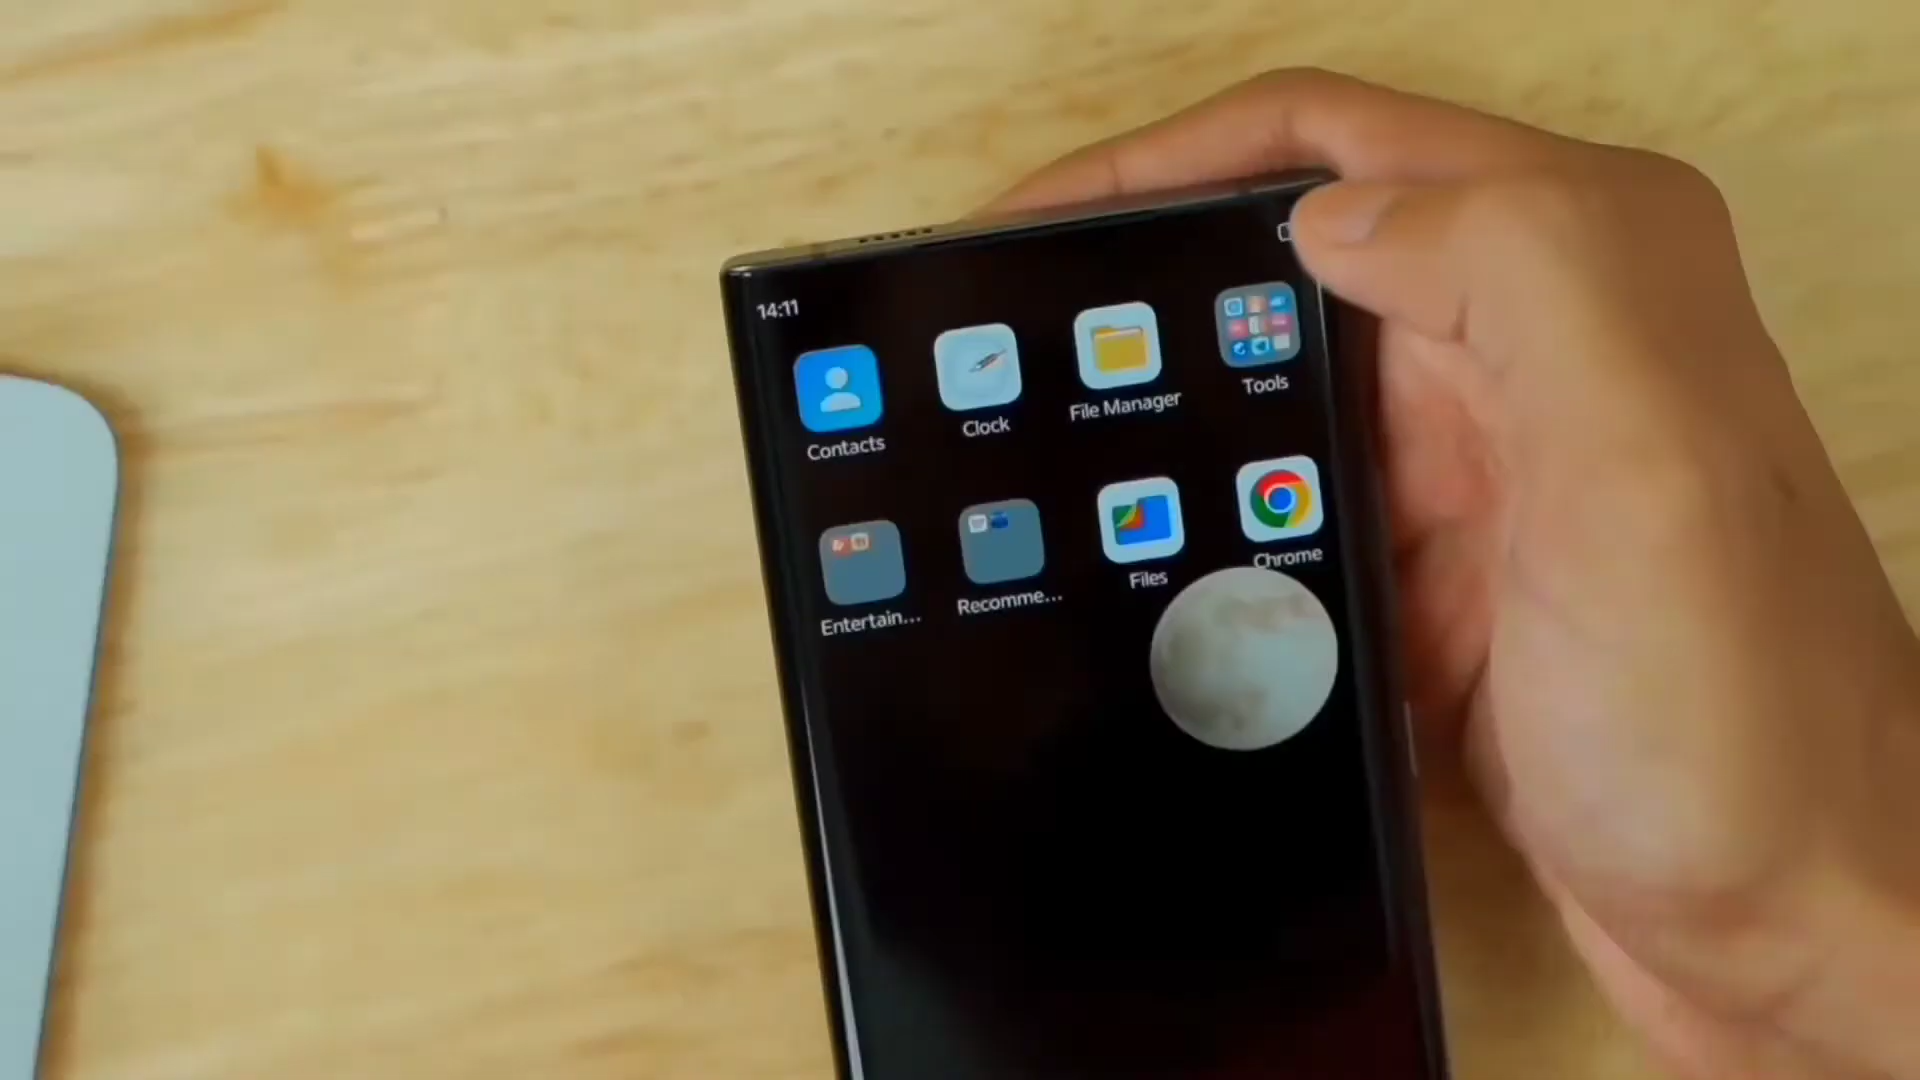 14:11
Contacts
Clock
File Manager
Tools
Entertain...
Recomme...
Files
Chrome